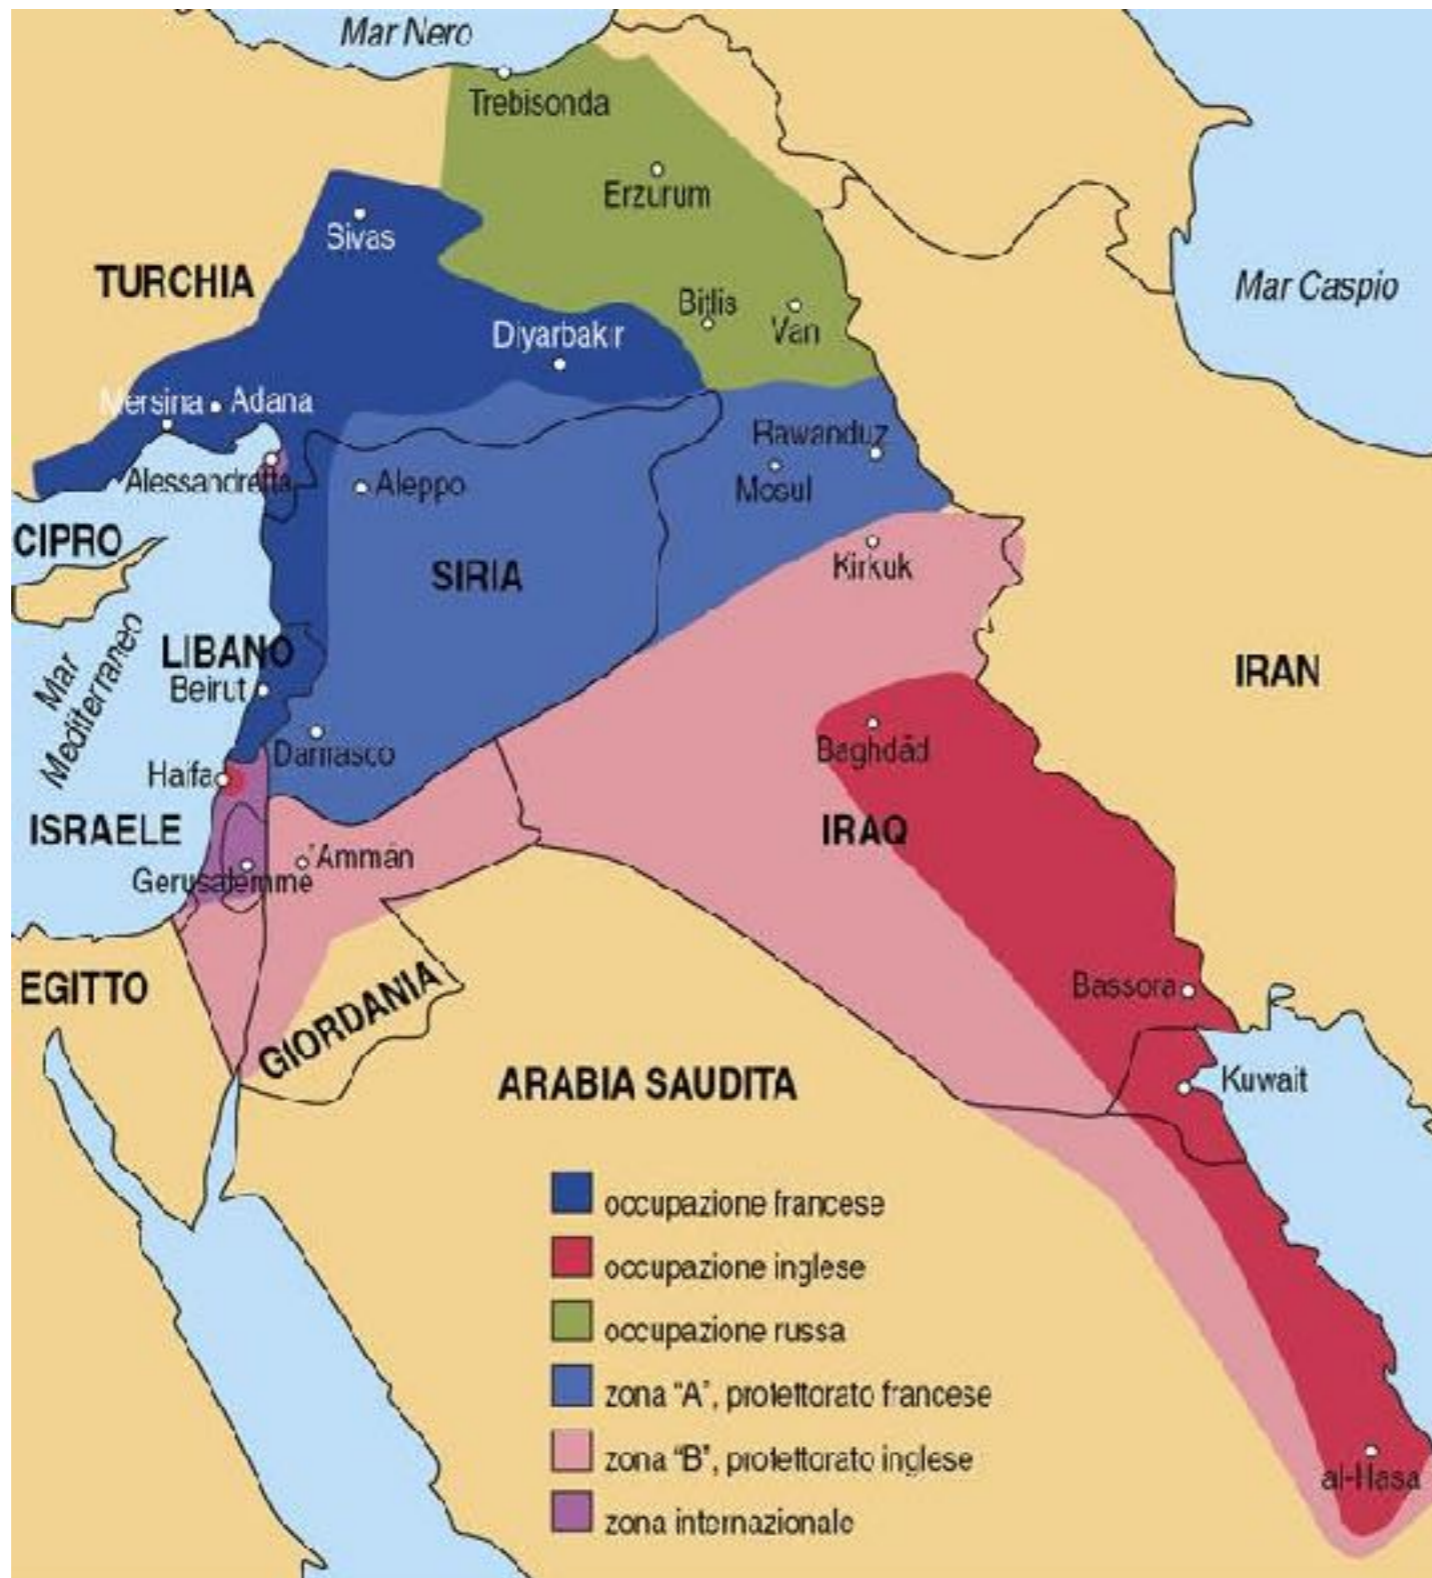 Mar Nero
Trebisonda
Erzurum
Sivas
TURCHIA
Mar Caspio
Bitlis
Van
Diyarbakır
Mersina
Adana
Rawanduz
Alessandretta
Aleppo
Mosul
CIPRO
Kirkuk
SIRIA
Mar
Mediterraneo
LIBANO
IRAN
Beirut
Damasco
Baghdād
Haifa
ISRAELE
IRAQ
'Ammān
Gerusalemme
EGITTO
Bassora
GIORDANIA
ARABIA SAUDITA
Kuwait
occupazione francese
occupazione inglese
occupazione russa
zona “A”, protettorato francese
zona “B”, protettorato inglese
al-Hasa
zona internazionale